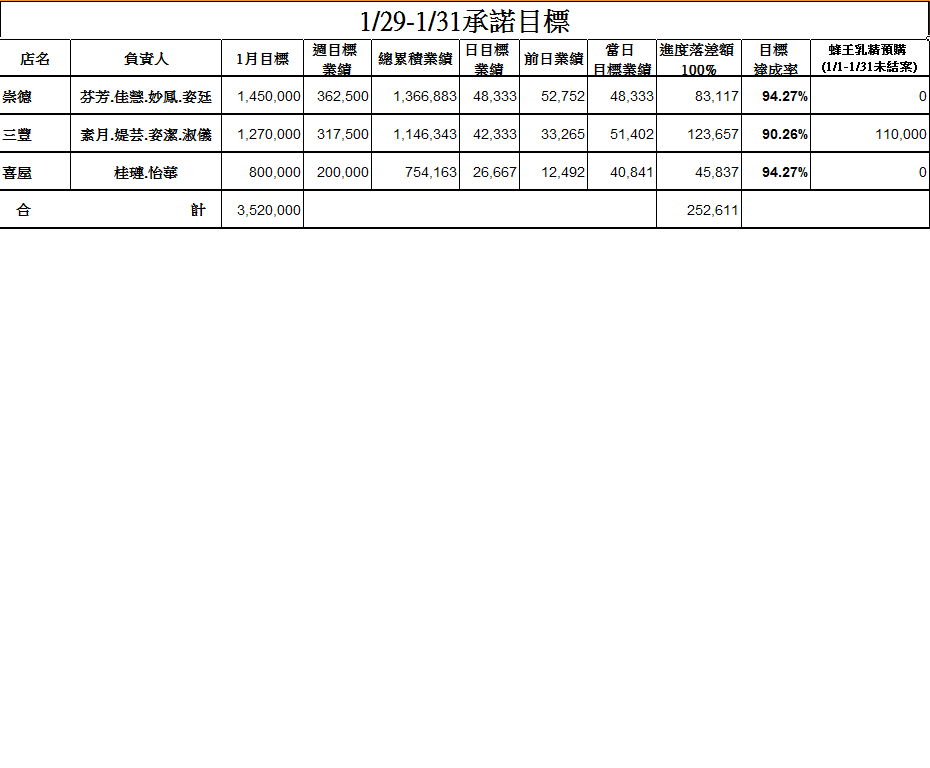 1/29-1/31承諾目標
店名 負責人 1月目標 週目標業績 總累積業績 日目標業績 前日業績 當日目標業績 進度落差額100% 目標達成率 蜂王乳精預購(1/1-1/31未結案)
崇德 芬芳.佳慧.妙鳳.姿廷 1,450,000 362,500 1,366,883 48,333 52,752 48,333 83,117 94.27% 0
三豐 素月.媞芸.姿潔.淑儀 1,270,000 317,500 1,146,343 42,333 33,265 51,402 123,657 90.26% 110,000
喜屋 桂璉.怡華 800,000 200,000 754,163 26,667 12,492 40,841 45,837 94.27% 0
合計 3,520,000 252,611